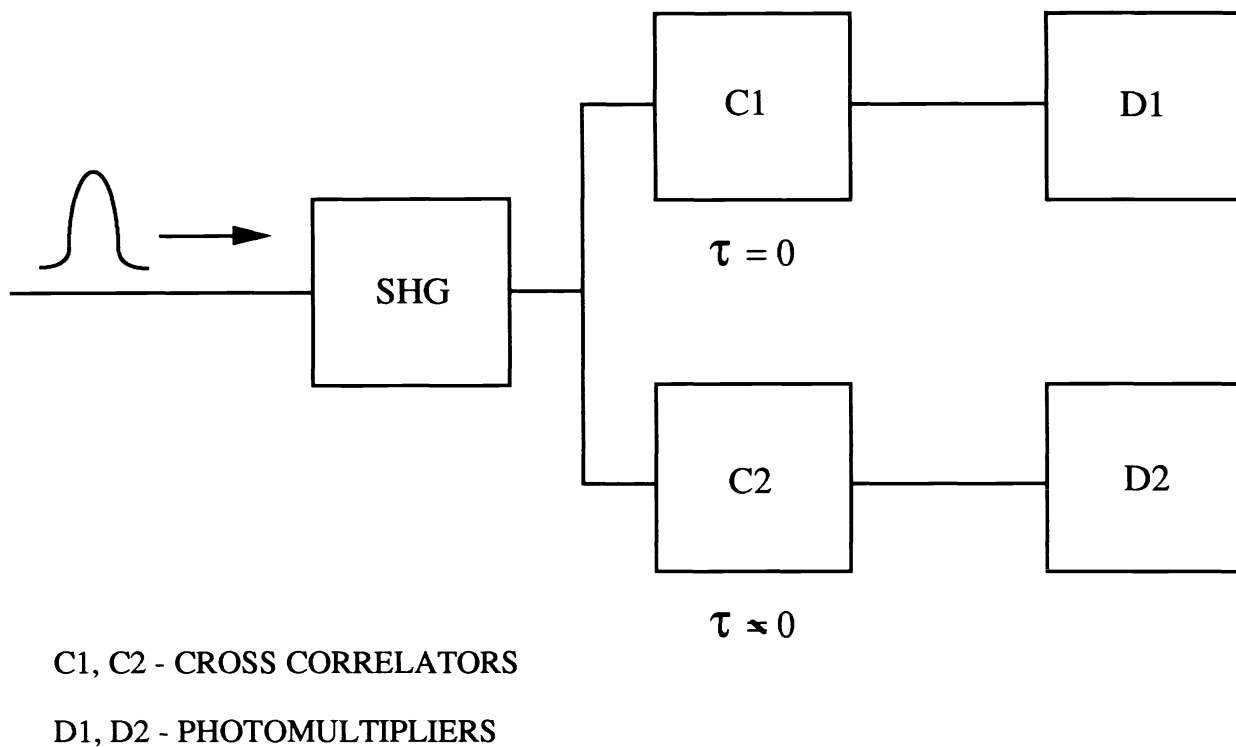 C1
D1
τ = 0
SHG
C2
D2
τ ≠ 0
C1, C2 - CROSS CORRELATORS
D1, D2 - PHOTOMULTIPLIERS